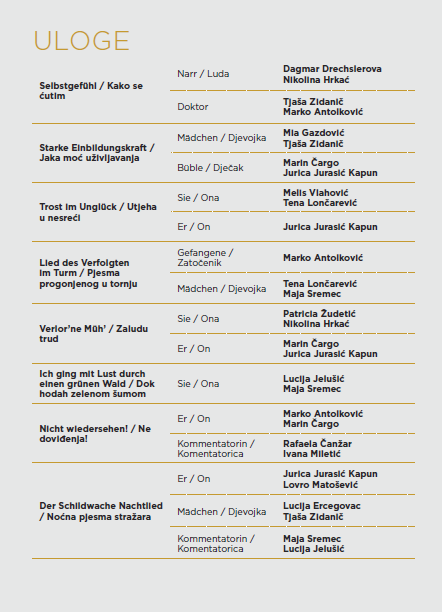 ULOGE
Selbstgefühl / Kako se
ćutim
Narr / Luda
Dagmar Drechslerova
Nikolina Hrkać
Doktor
Tjaša Zidanič
Marko Antolković
Starke Einbildungskraft /
Jaka moć uživljavanja
Mädchen / Djevojka
Mia Gazdović
Tjaša Zidanič
Büble / Dječak
Marin Čargo
Jurica Jurasić Kapun
Trost im Unglück / Utjeha
u nesreći
Sie / Ona
Melis Vlahović
Tena Lončarević
Er / On
Jurica Jurasić Kapun
Lied des Verfolgten
im Turm / Pjesma
progonjenog u tornju
Gefangene /
Zatočenik
Marko Antolković
Mädchen / Djevojka
Tena Lončarević
Maja Sremec
Verlor’ne Müh’ / Zaludu
trud
Sie / Ona
Patricia Žudetić
Nikolina Hrkać
Er / On
Marin Čargo
Jurica Jurasić Kapun
Ich ging mit Lust durch
einen grünen Wald / Dok
hodah zelenom šumom
Sie / Ona
Lucija Jelušić
Maja Sremec
Nicht wiedersehen! / Ne
doviđenja!
Er / On
Marko Antolković
Marin Čargo
Kommentatorin /
Komentatorica
Rafaela Čanžar
Ivana Miletić
Der Schildwache Nachtlied
/ Noćna pjesma stražara
Er / On
Jurica Jurasić Kapun
Lovro Matošević
Mädchen / Djevojka
Lucija Ercegovac
Tjaša Zidanič
Kommentatorin /
Komentatorica
Maja Sremec
Lucija Jelušić